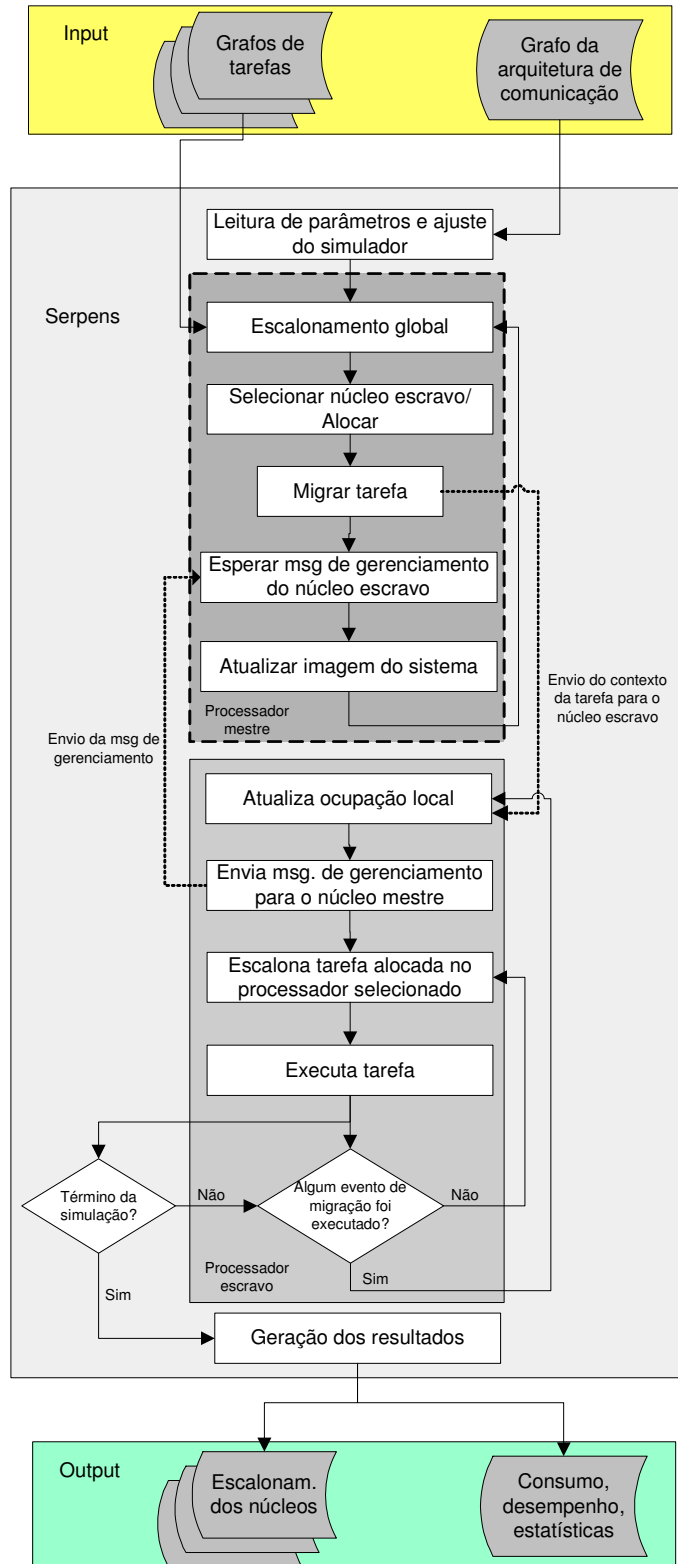 Input
Grafos de
tarefas
Grafo da
arquitetura de
comunicação
Leitura de parâmetros e ajuste
do simulador
Serpens
Escalonamento global
Selecionar núcleo escravo/
Alocar
Migrar tarefa
Esperar msg de gerenciamento
do núcleo escravo
Atualizar imagem do sistema
Processador
mestre
Envio do contexto
da tarefa para o
núcleo escravo
Envio da msg de
gerenciamento
Atualiza ocupação local
Envia msg. de gerenciamento
para o núcleo mestre
Escalona tarefa alocada no
processador selecionado
Executa tarefa
Término da
simulação?
Não
Algum evento de
migração foi
executado?
Não
Processador
escravo
Sim
Sim
Geração dos resultados
Output
Escalonam.
dos núcleos
Consumo,
desempenho,
estatísticas